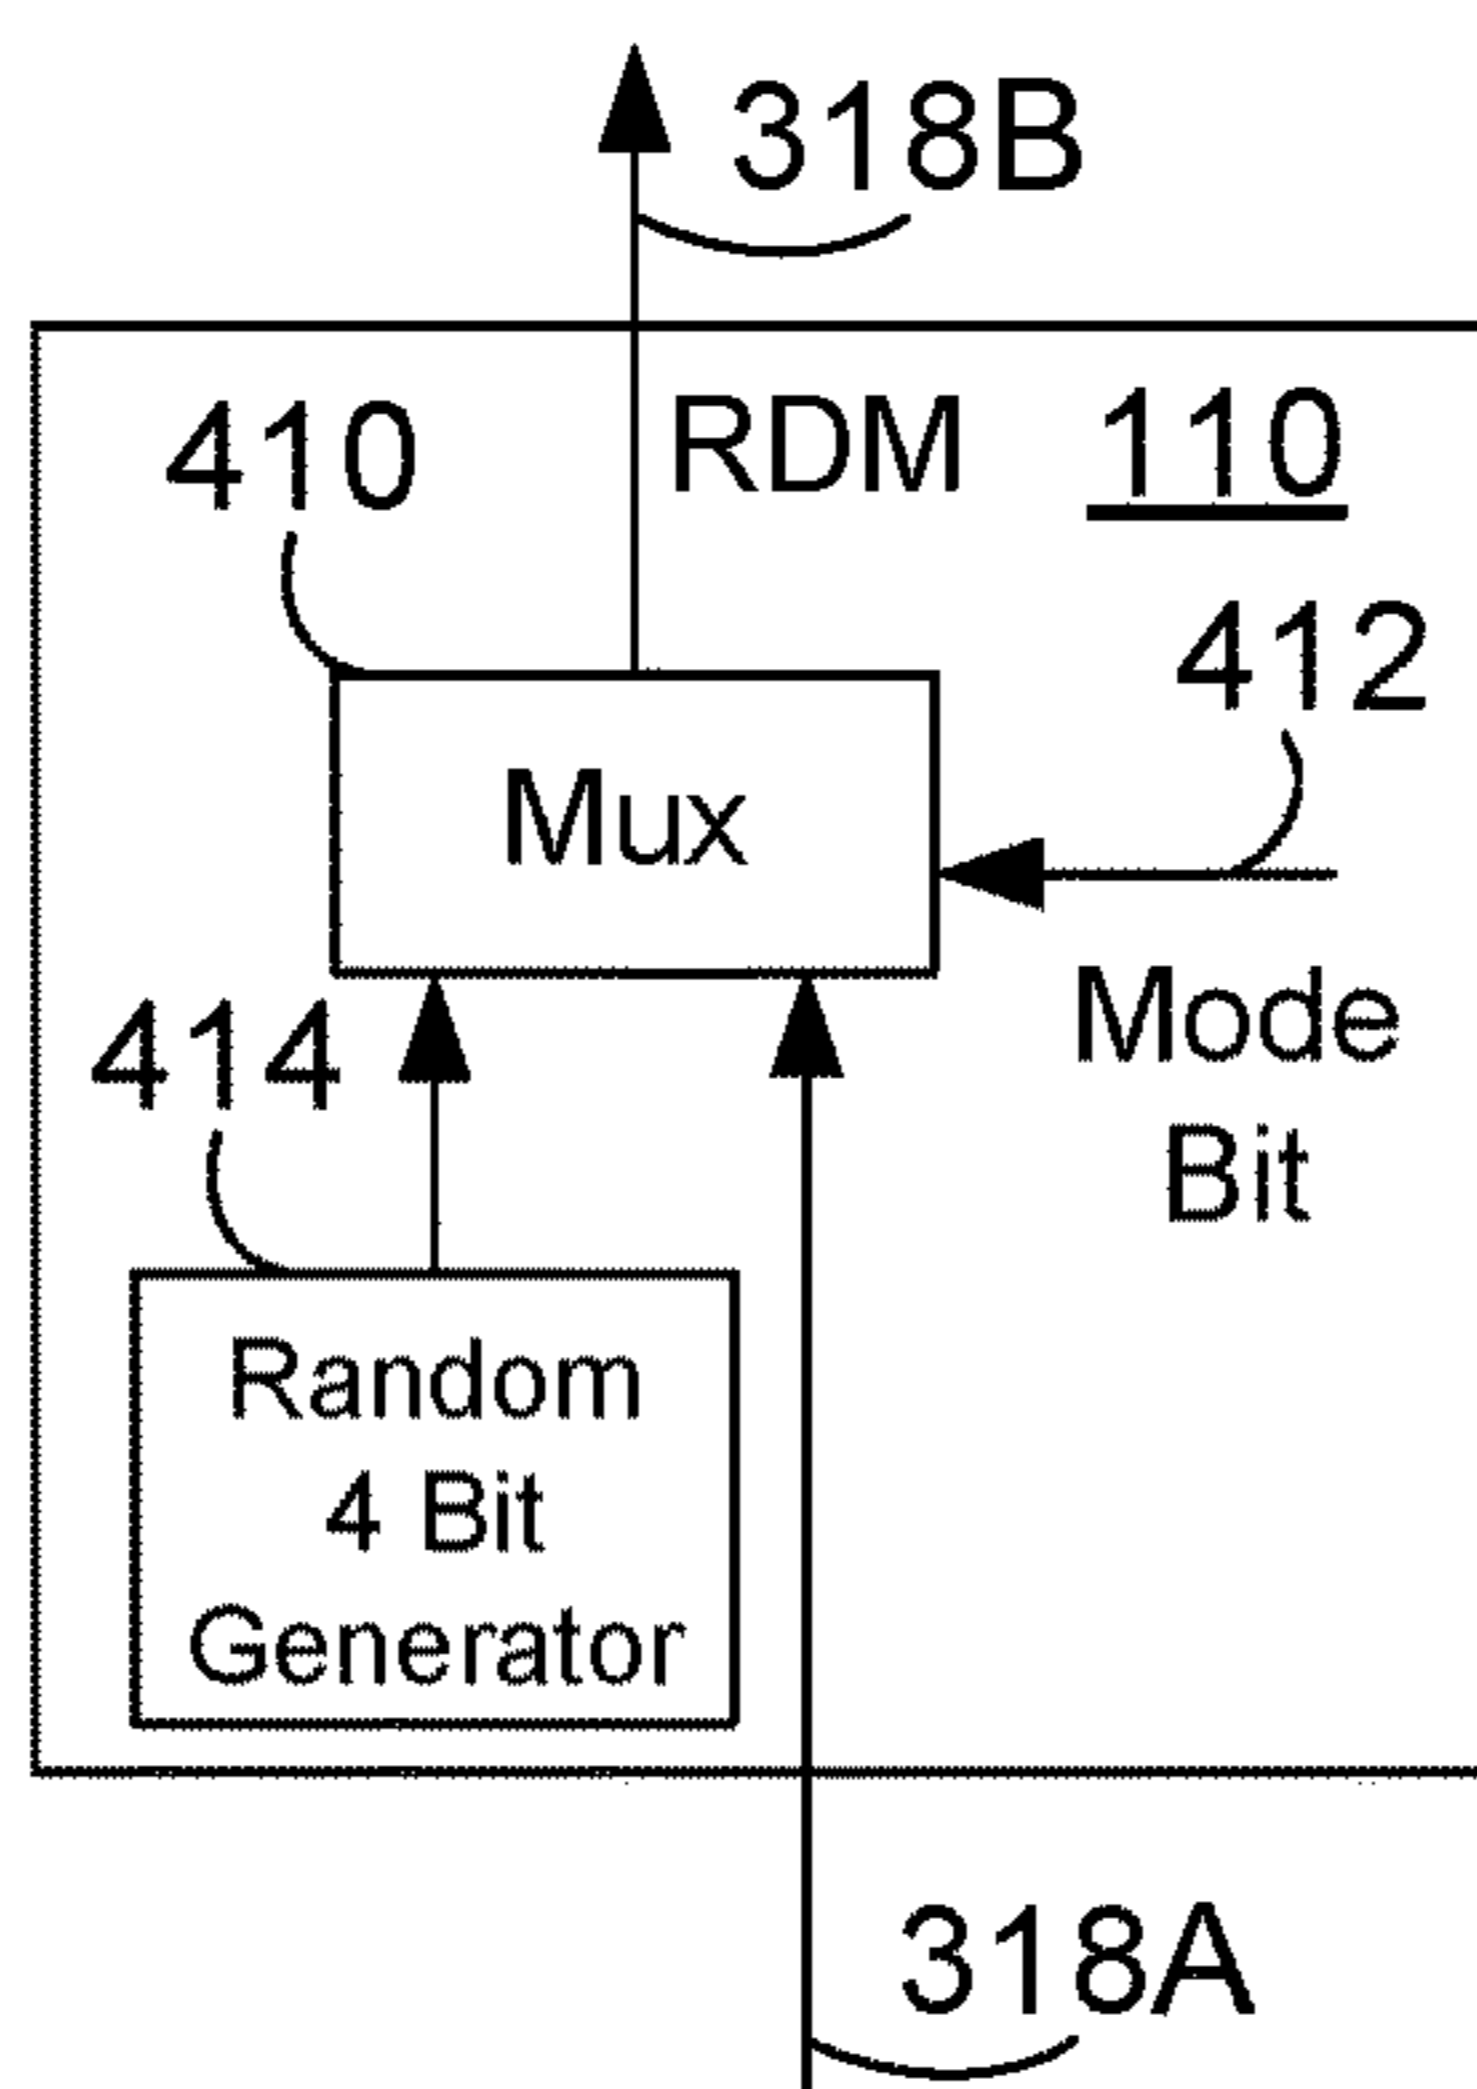 318B
410 RDM 110
412
Mux
414
Mode
Bit
Random
4 Bit
Generator
318A